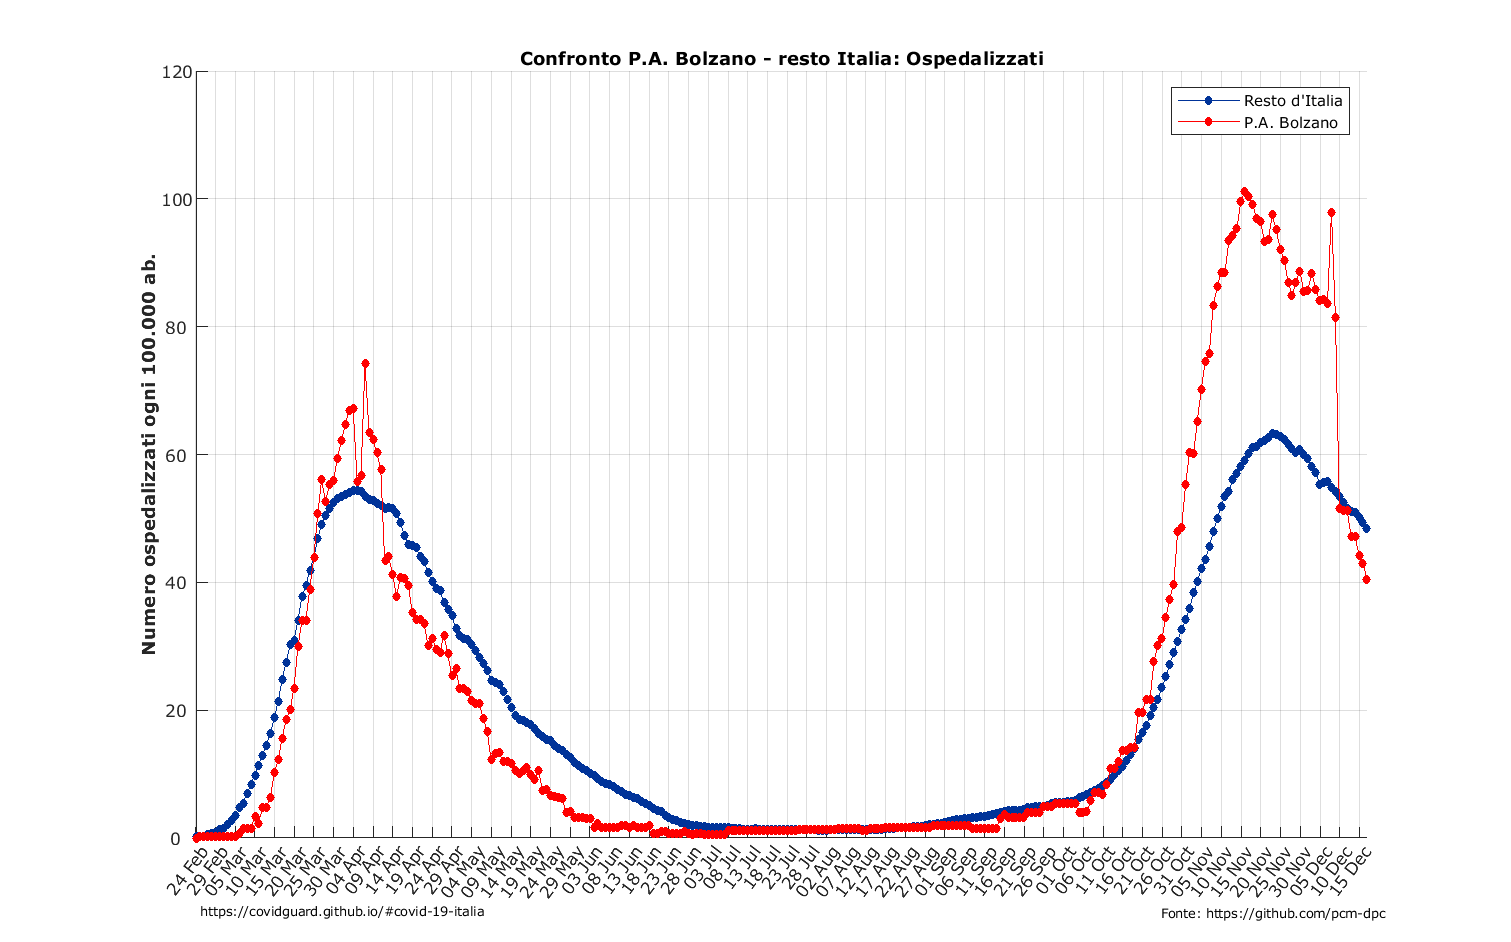 Confronto P.A. Bolzano - resto Italia: Ospedalizzati
Resto d'Italia
P.A. Bolzano
Numero ospedalizzati ogni 100.000 ab.
120
100
80
60
40
20
0
24 Feb
29 Feb
05 Mar
10 Mar
15 Mar
20 Mar
25 Mar
30 Mar
04 Apr
09 Apr
14 Apr
19 Apr
24 Apr
29 Apr
04 May
09 May
14 May
19 May
24 May
29 May
03 Jun
08 Jun
13 Jun
18 Jun
23 Jun
28 Jun
03 Jul
08 Jul
13 Jul
18 Jul
23 Jul
28 Jul
02 Aug
07 Aug
12 Aug
17 Aug
22 Aug
27 Aug
01 Sep
06 Sep
11 Sep
16 Sep
21 Sep
26 Sep
01 Oct
06 Oct
11 Oct
16 Oct
21 Oct
26 Oct
31 Oct
05 Nov
10 Nov
15 Nov
20 Nov
25 Nov
30 Nov
05 Dec
10 Dec
15 Dec
https://covidguard.github.io/#covid-19-italia
Fonte: https://github.com/pcm-dpc